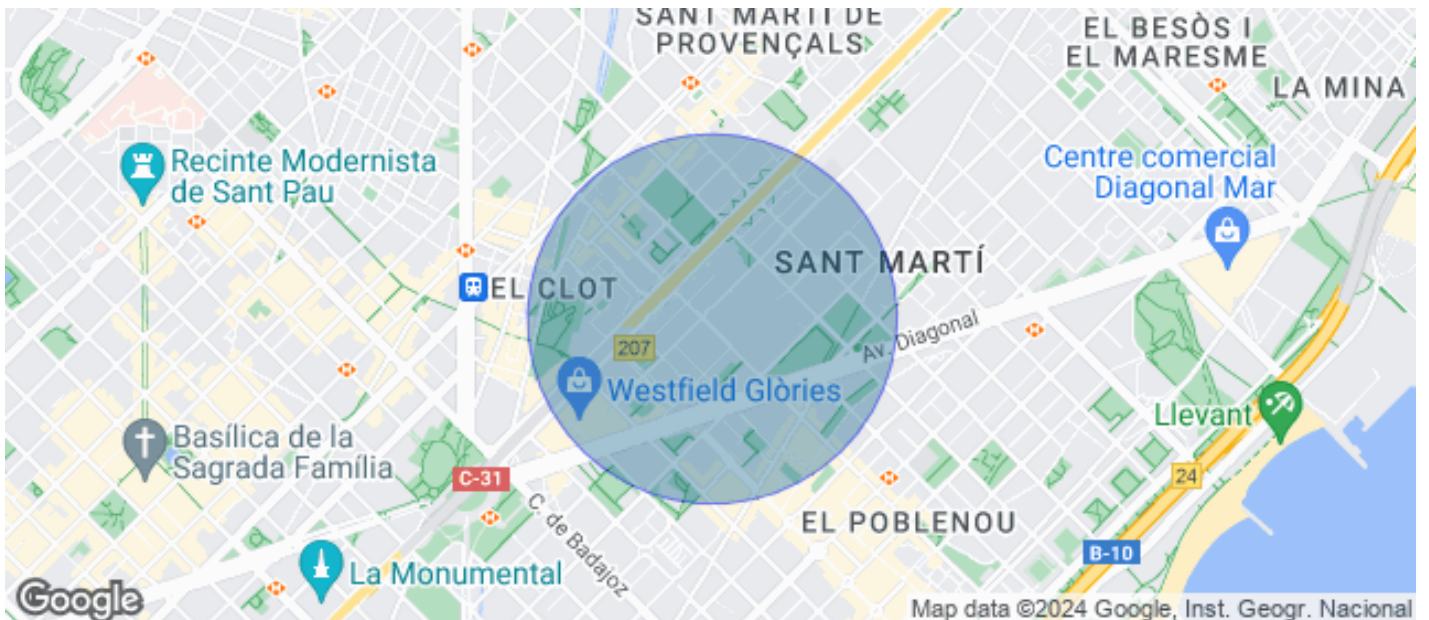 SANT MARTÍ DE
PROVENÇALS
EL BESÒS I
EL MARESME
LA MINA
Recinte Modernista
de Sant Pau
Centre comercial
Diagonal Mar
SANT MARTÍ
EL CLOT
207
Av. Diagonal
Westfield Glòries
Llevant
Basílica de la
Sagrada Família
C-31
24
C. de Badajoz
EL POBLENOU
B-10
La Monumental
Google
Map data ©2024 Google, Inst. Geogr. Nacional